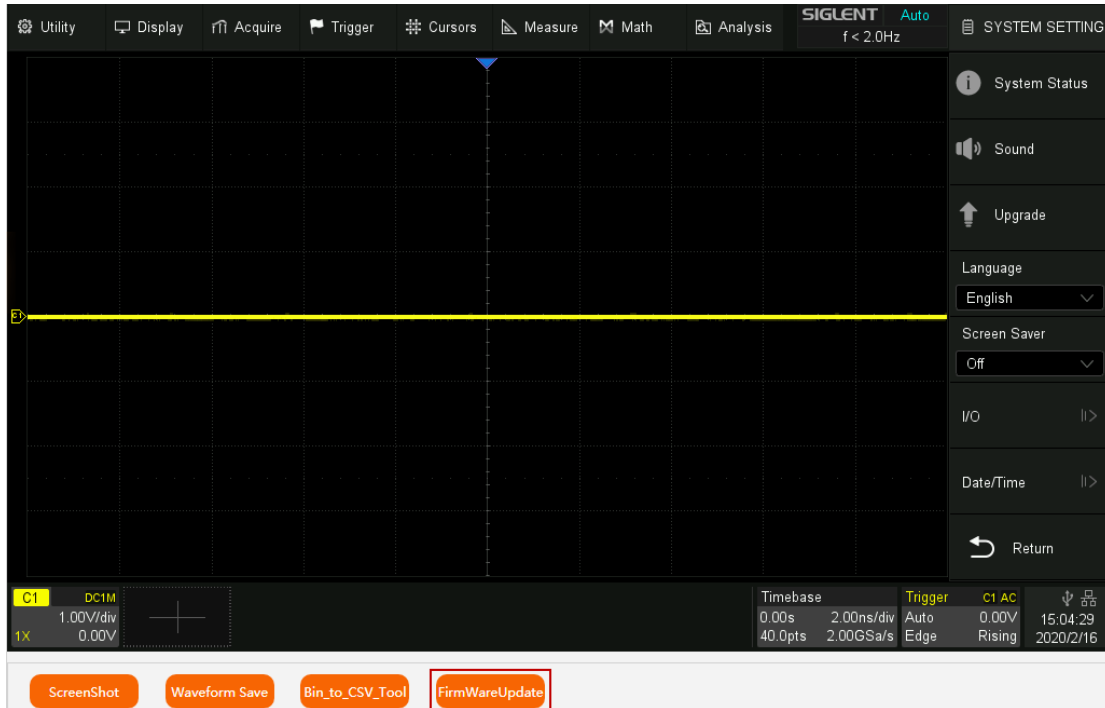 Utility Display Acquire Trigger Cursors Measure Math Analysis SIGLENT Auto
f < 2.0Hz
SYSTEM SETTING
System Status
Sound
Upgrade
Language
English
Screen Saver
Off
I/O
Date/Time
Return
C1
C1 DC1M
1.00V/div
1X 0.00V
Timebase
0.00s 2.00ns/div
40.0pts 2.00GSa/s
Trigger C1 AC
Auto 0.00V
Edge Rising
15:04:29
2020/2/16
ScreenShot Waveform Save Bin_to_CSV_Tool FirmWareUpdate